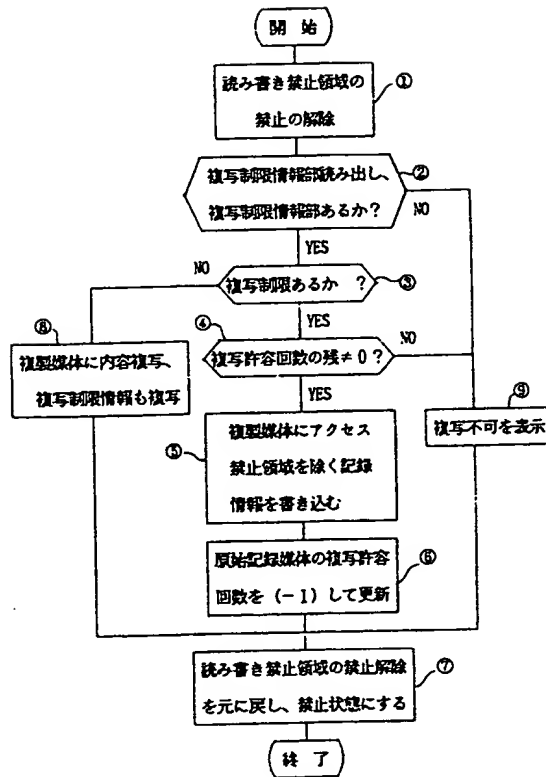 開 始
読み書き禁止領域の
禁止の解除
①
複写制限情報部読み出し、
複写制限情報部あるか?
②
NO
YES
NO
複写制限あるか ?
③
YES
④
複写許容回数の残≠0?
NO
⑧
複製媒体に内容複写、
複写制限情報も複写
YES
⑨
複写不可を表示
⑤
複製媒体にアクセス
禁止領域を除く記録
情報を書き込む
原始記録媒体の複写許容
回数を(-1)して更新
⑥
読み書き禁止領域の禁止解除
を元に戻し、禁止状態にする
⑦
終 了